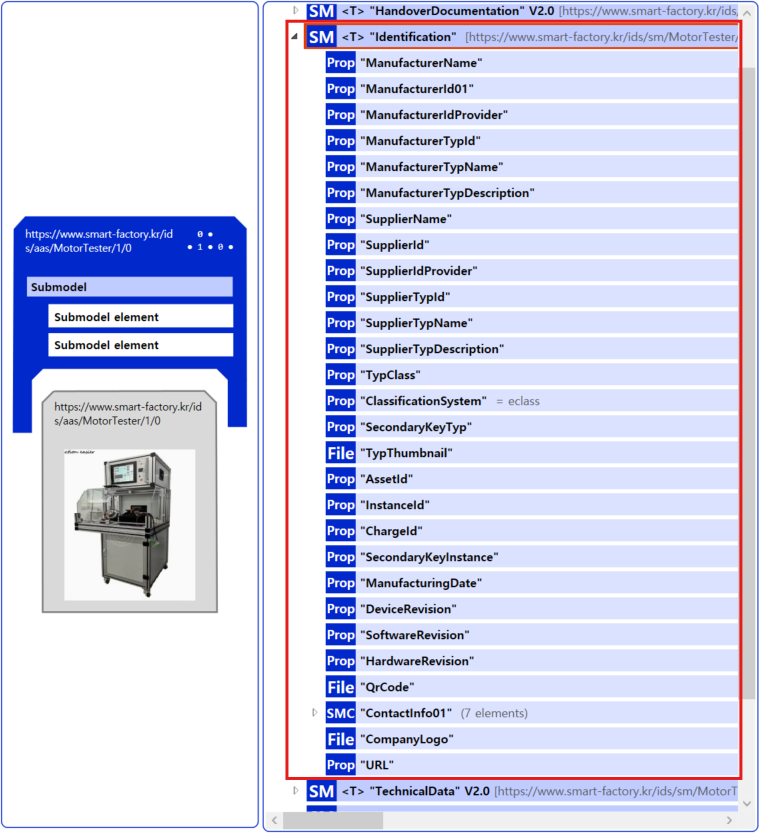 https://www.smart-factory.kr/id
s/aas/MotorTester/1/0
0
1 0
Submodel
Submodel element
Submodel element
https://www.smart-factory.kr/id
s/aas/MotorTester/1/0
SM <T> "HandoverDocumentation" V2.0 [https://www.smart-factory.kr/ids,
SM <T> "Identification" [https://www.smart-factory.kr/ids/sm/MotorTester/
Prop "ManufacturerName"
Prop "ManufacturerId01"
Prop "ManufacturerIdProvider"
Prop "ManufacturerTypId"
Prop "ManufacturerTypName"
Prop "ManufacturerTypDescription"
Prop "SupplierName"
Prop "SupplierId"
Prop "SupplierIdProvider"
Prop "SupplierTypId"
Prop "SupplierTypName"
Prop "SupplierTypDescription"
Prop "TypClass"
Prop "ClassificationSystem" = eclass
Prop "SecondaryKeyTyp"
File "TypThumbnail"
Prop "AssetId"
Prop "InstanceId"
Prop "ChargeId"
Prop "SecondaryKeyInstance"
Prop "ManufacturingDate"
Prop "DeviceRevision"
Prop "SoftwareRevision"
Prop "HardwareRevision"
File "QrCode"
SMC "ContactInfo01" (7 elements)
File "CompanyLogo"
Prop "URL"
SM <T> "TechnicalData" V2.0 [https://www.smart-factory.kr/ids/sm/MotorT